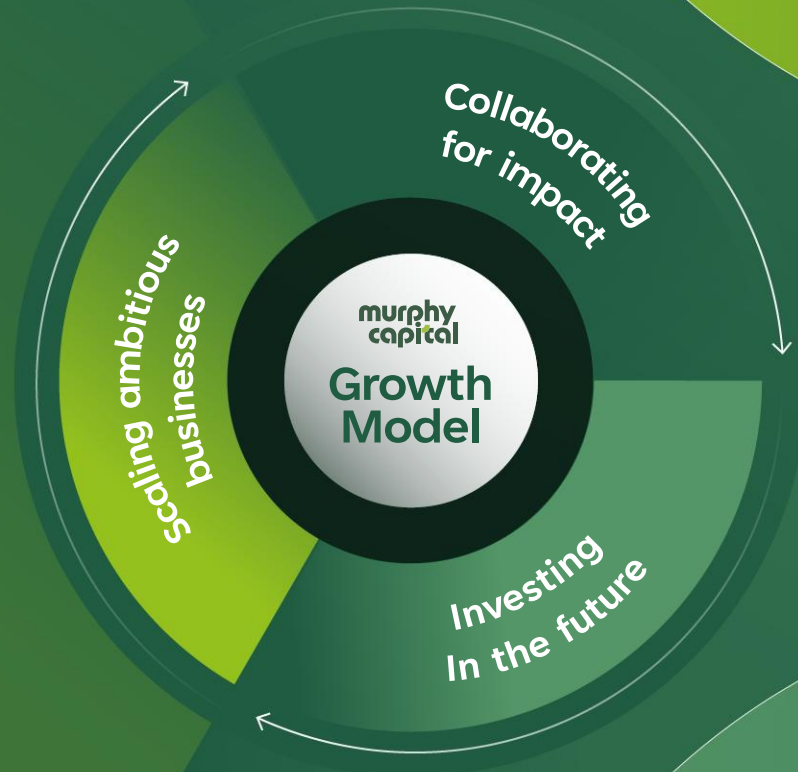 Collaborating
for impact
murphy
capital
Growth
Model
Scaling ambitious
businesses
Investing
In the future